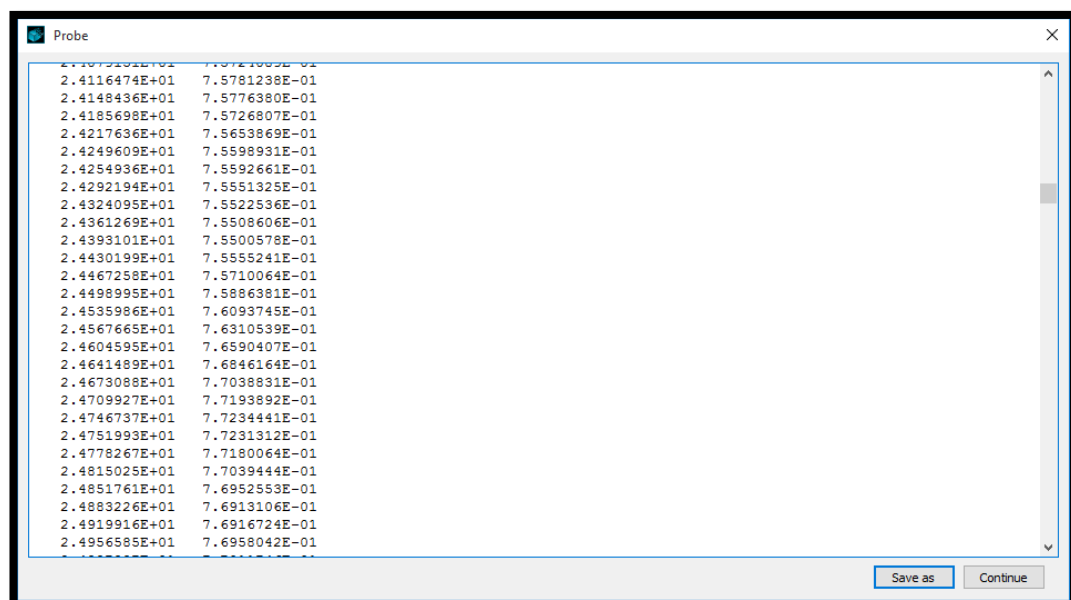 Probe
2.4116474E+01 7.5781238E-01
2.4148436E+01 7.5776380E-01
2.4185698E+01 7.5726807E-01
2.4217636E+01 7.5653869E-01
2.4249609E+01 7.5598931E-01
2.4254936E+01 7.5592661E-01
2.4292194E+01 7.5551325E-01
2.4324095E+01 7.5522536E-01
2.4361269E+01 7.5508606E-01
2.4393101E+01 7.5500578E-01
2.4430199E+01 7.5555241E-01
2.4467258E+01 7.5710064E-01
2.4498995E+01 7.5886381E-01
2.4535986E+01 7.6093745E-01
2.4567665E+01 7.6310539E-01
2.4604595E+01 7.6590407E-01
2.4641489E+01 7.6846164E-01
2.4673088E+01 7.7038831E-01
2.4709927E+01 7.7193892E-01
2.4746737E+01 7.7234441E-01
2.4751993E+01 7.7231312E-01
2.4778267E+01 7.7180064E-01
2.4815025E+01 7.7039444E-01
2.4851761E+01 7.6952553E-01
2.4883226E+01 7.6913106E-01
2.4919916E+01 7.6916724E-01
2.4956585E+01 7.6958042E-01
Save as Continue